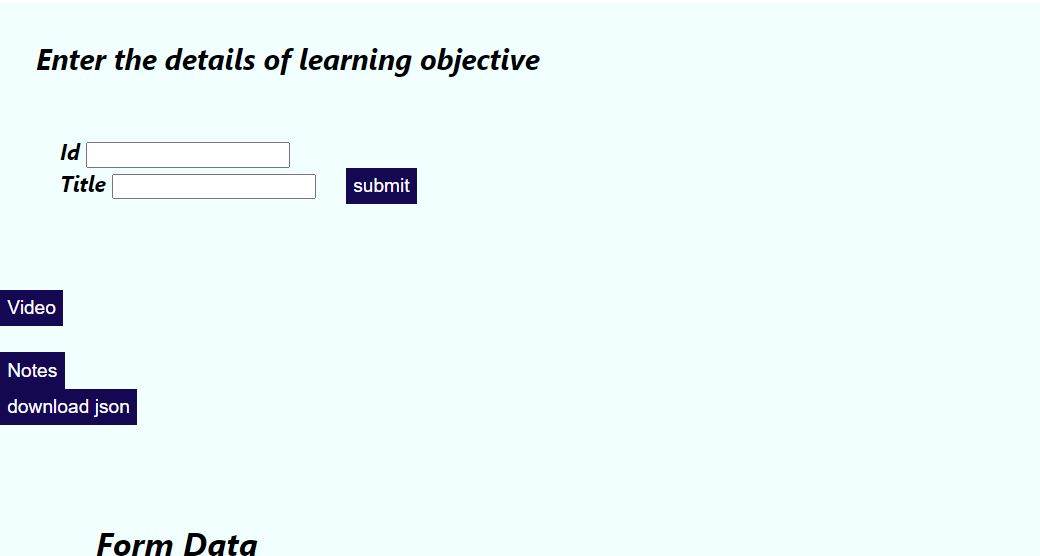 Enter the details of learning objective
Id
Title submit
Video
Notes
download json
Form Data